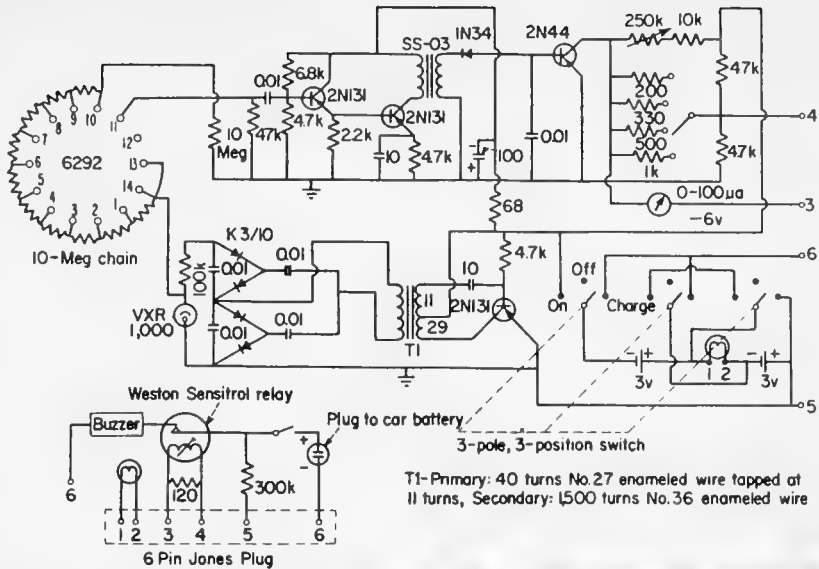 SS-03
1N34
2N44
250k
10k
0.01
6.8k
2N131
2N131
47k
4.7k
2.2k
10
4.7k
10
Meg
100
0.01
200
330
500
1k
47k
4.7k
4
0-100μa
3
-6v
6292
1
2
3
4
5
6
7
8
9
10
11
12
13
14
10-Meg chain
K3/10
100k
0.01
0.01
0.01
0.01
VXR
1,000
T1
11
29
10
2N131
68
4.7k
On
Off
Charge
6
- +
3v
1 2
- +
3v
5
3-pole, 3-position switch
Weston Sensitrol relay
Buzzer
Plug to car battery
+
-
6
120
300k
1 2 3 4 5 6
6 Pin Jones Plug
T1-Primary: 40 turns No.27 enameled wire tapped at
11 turns, Secondary: 1,500 turns No.36 enameled wire